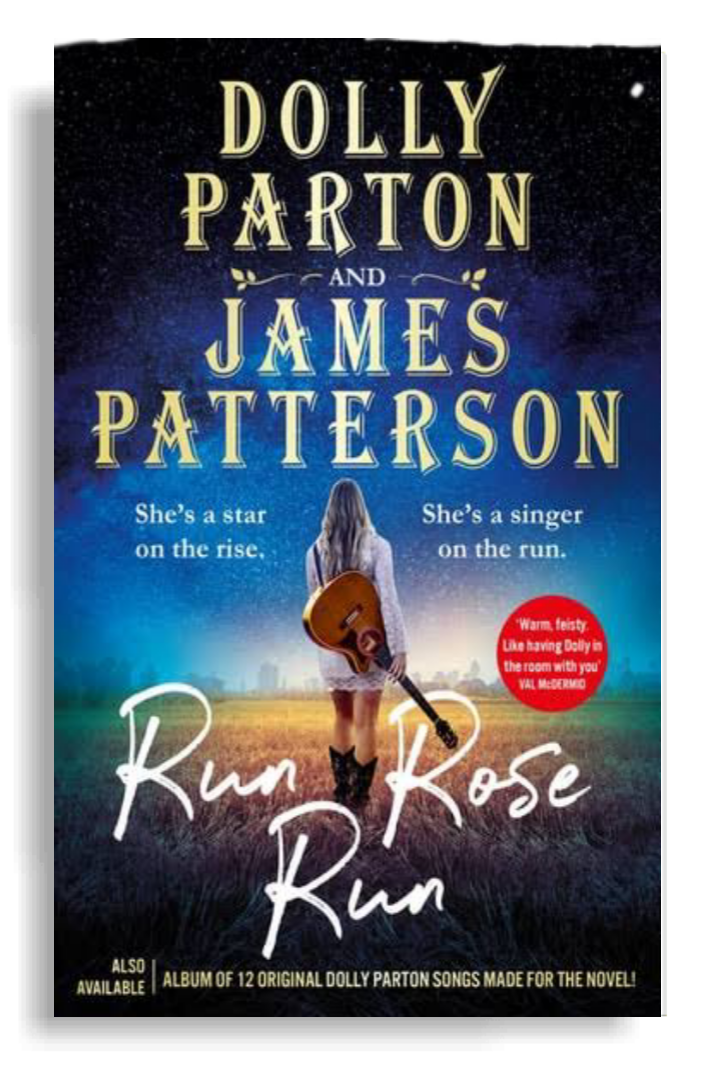 DOLLY
PARTON
AND
JAMES
PATTERSON
She's a star
on the rise.
She's a singer
on the run.
'Warm, feisty.
Like having Dolly in
the room with you'
VAL McDERMID
Run Rose
Run
ALSO
AVAILABLE
ALBUM OF 12 ORIGINAL DOLLY PARTON SONGS MADE FOR THE NOVEL!